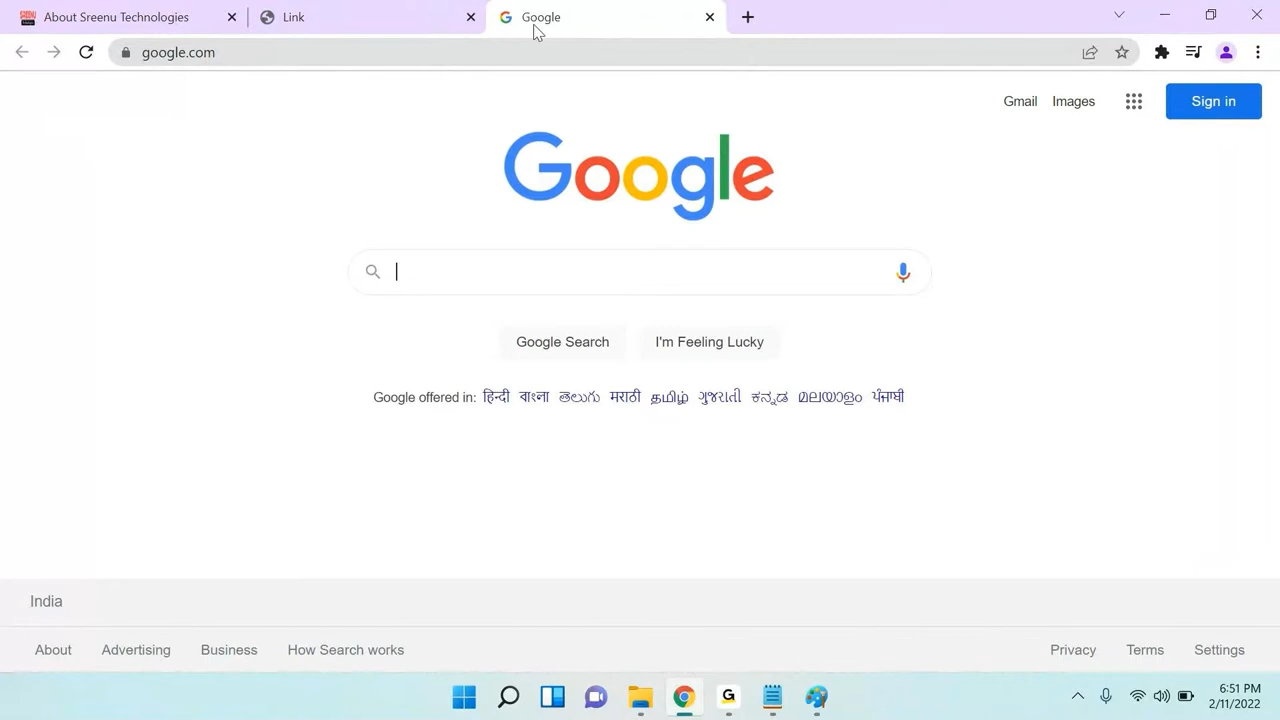 About Sreenu Technologies
Link
Google
google.com
Gmail Images Sign in
Google
Google Search I'm Feeling Lucky
Google offered in: हिन्दी বাংলা తెలుగు मराठी தமிழ் ગુજરાતી ಕನ್ನಡ മലയാളം ਪੰਜਾਬੀ
India
About Advertising Business How Search works Privacy Terms Settings
6:51 PM
2/11/2022